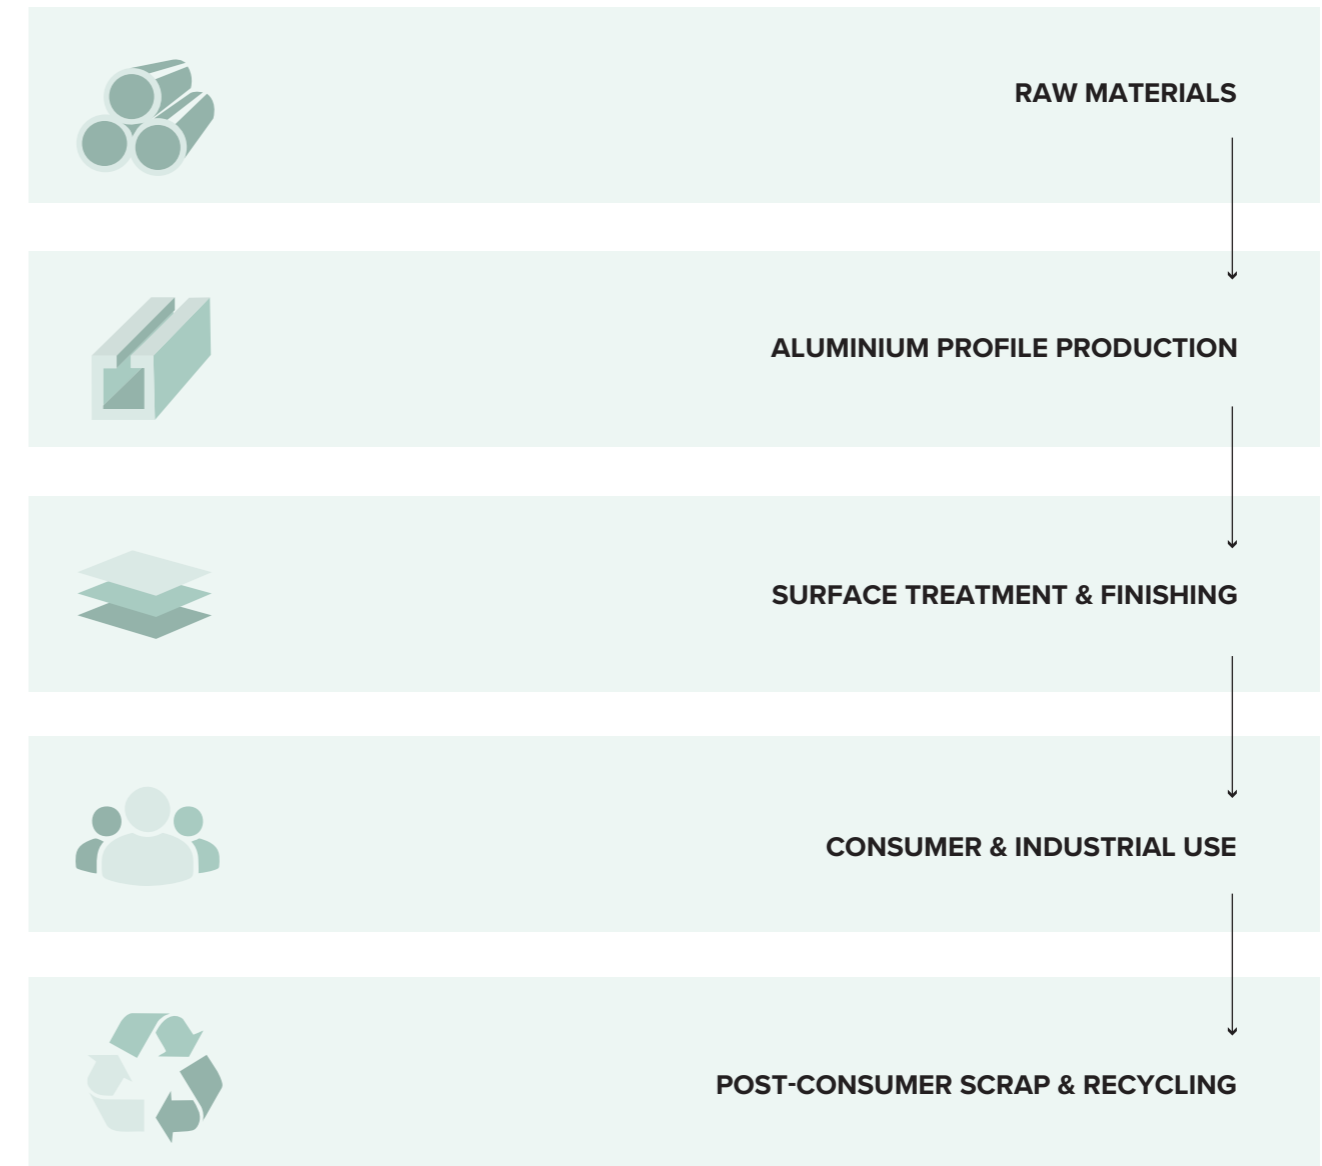 RAW MATERIALS
ALUMINIUM PROFILE PRODUCTION
SURFACE TREATMENT & FINISHING
CONSUMER & INDUSTRIAL USE
POST-CONSUMER SCRAP & RECYCLING